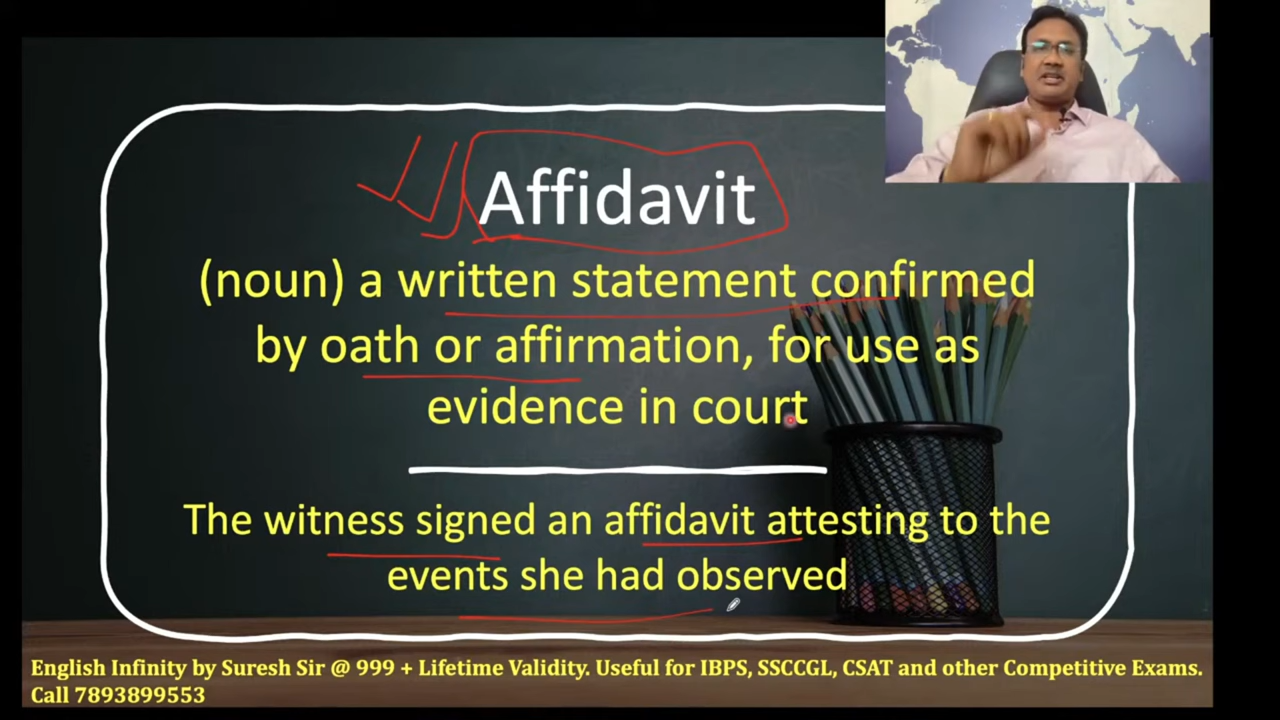 Affidavit
(noun) a written statement confirmed
by oath or affirmation, for use as
evidence in court
The witness signed an affidavit attesting to the
events she had observed
English Infinity by Suresh Sir @ 999 + Lifetime Validity. Useful for IBPS, SSCCGL, CSAT and other Competitive Exams.
Call 7893899553